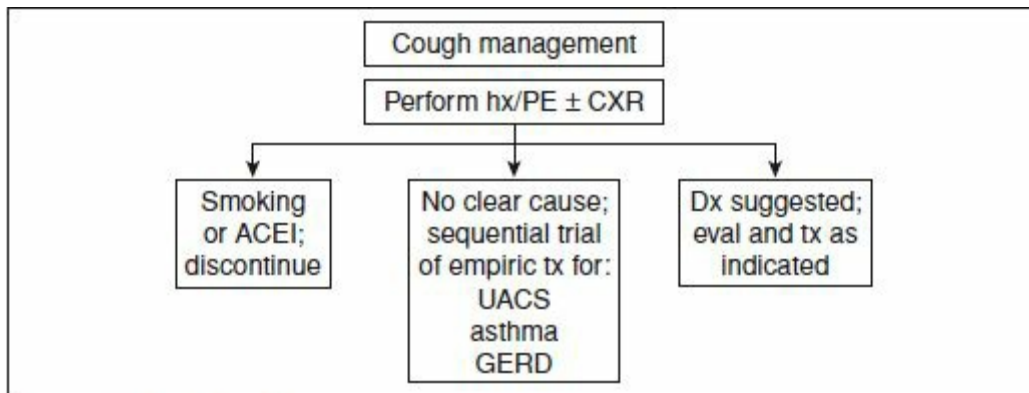 Cough management
Perform hx/PE ± CXR
Smoking
or ACEI;
discontinue
No clear cause;
sequential trial
of empiric tx for:
UACS
asthma
GERD
Dx suggested;
eval and tx as
indicated